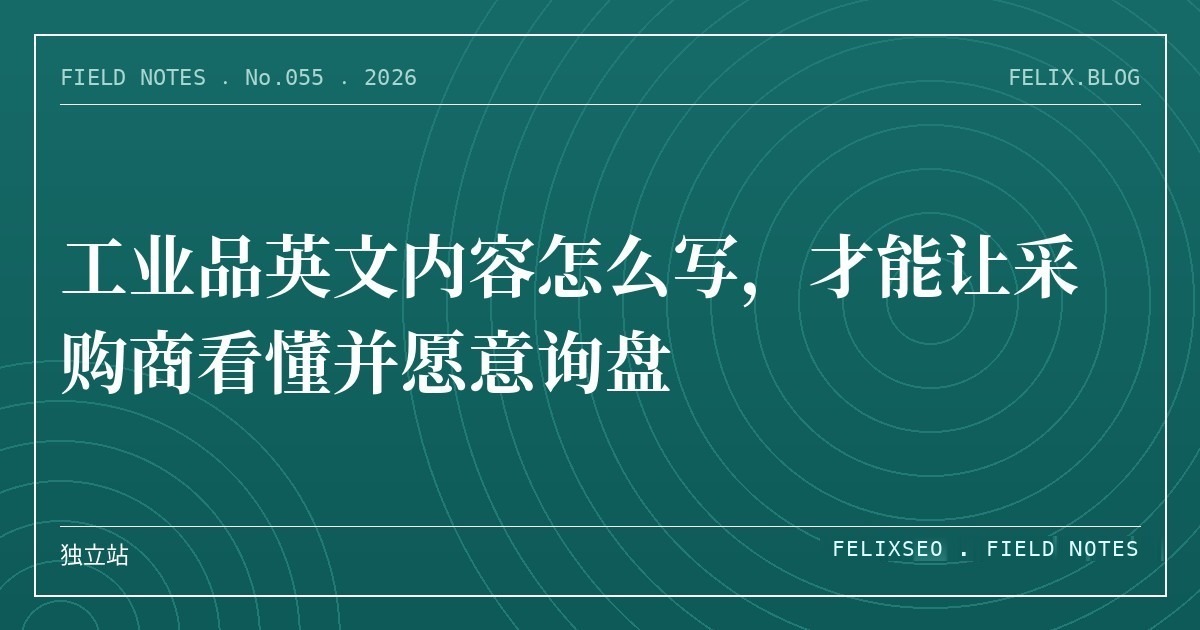 FIELD NOTES . No.055 . 2026
FELIX.BLOG
工业品英文内容怎么写，才能让采
购商看懂并愿意询盘
独立站
FELIXSEO . FIELD NOTES